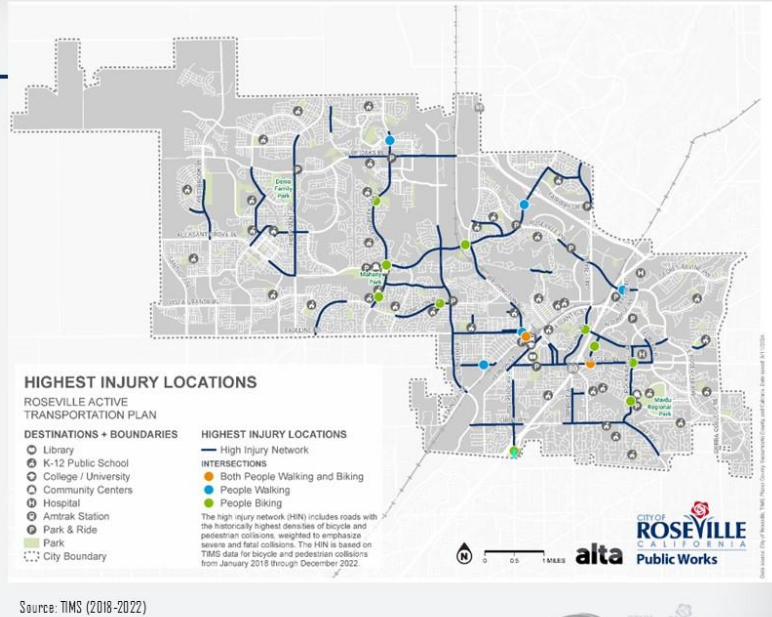 Doyle Family Park
Mahany Park
Maidu Regional Park
HIGHEST INJURY LOCATIONS
ROSEVILLE ACTIVE
TRANSPORTATION PLAN
DESTINATIONS + BOUNDARIES
Library
K-12 Public School
College / University
Community Centers
Hospital
Amtrak Station
Park & Ride
Park
City Boundary
HIGHEST INJURY LOCATIONS
High Injury Network
INTERSECTIONS
Both People Walking and Biking
People Walking
People Biking
The high injury network (HIN) includes roads with
the historically highest densities of bicycle and
pedestrian collisions, weighted to emphasize
severe and fatal collisions. The HIN is based on
TIMS data for bicycle and pedestrian collisions
from January 2018 through December 2022.
N
0 0.5 1 MILES
alta
CITY OF
ROSEVILLE
CALIFORNIA
Public Works
Source: TIMS (2018-2022)